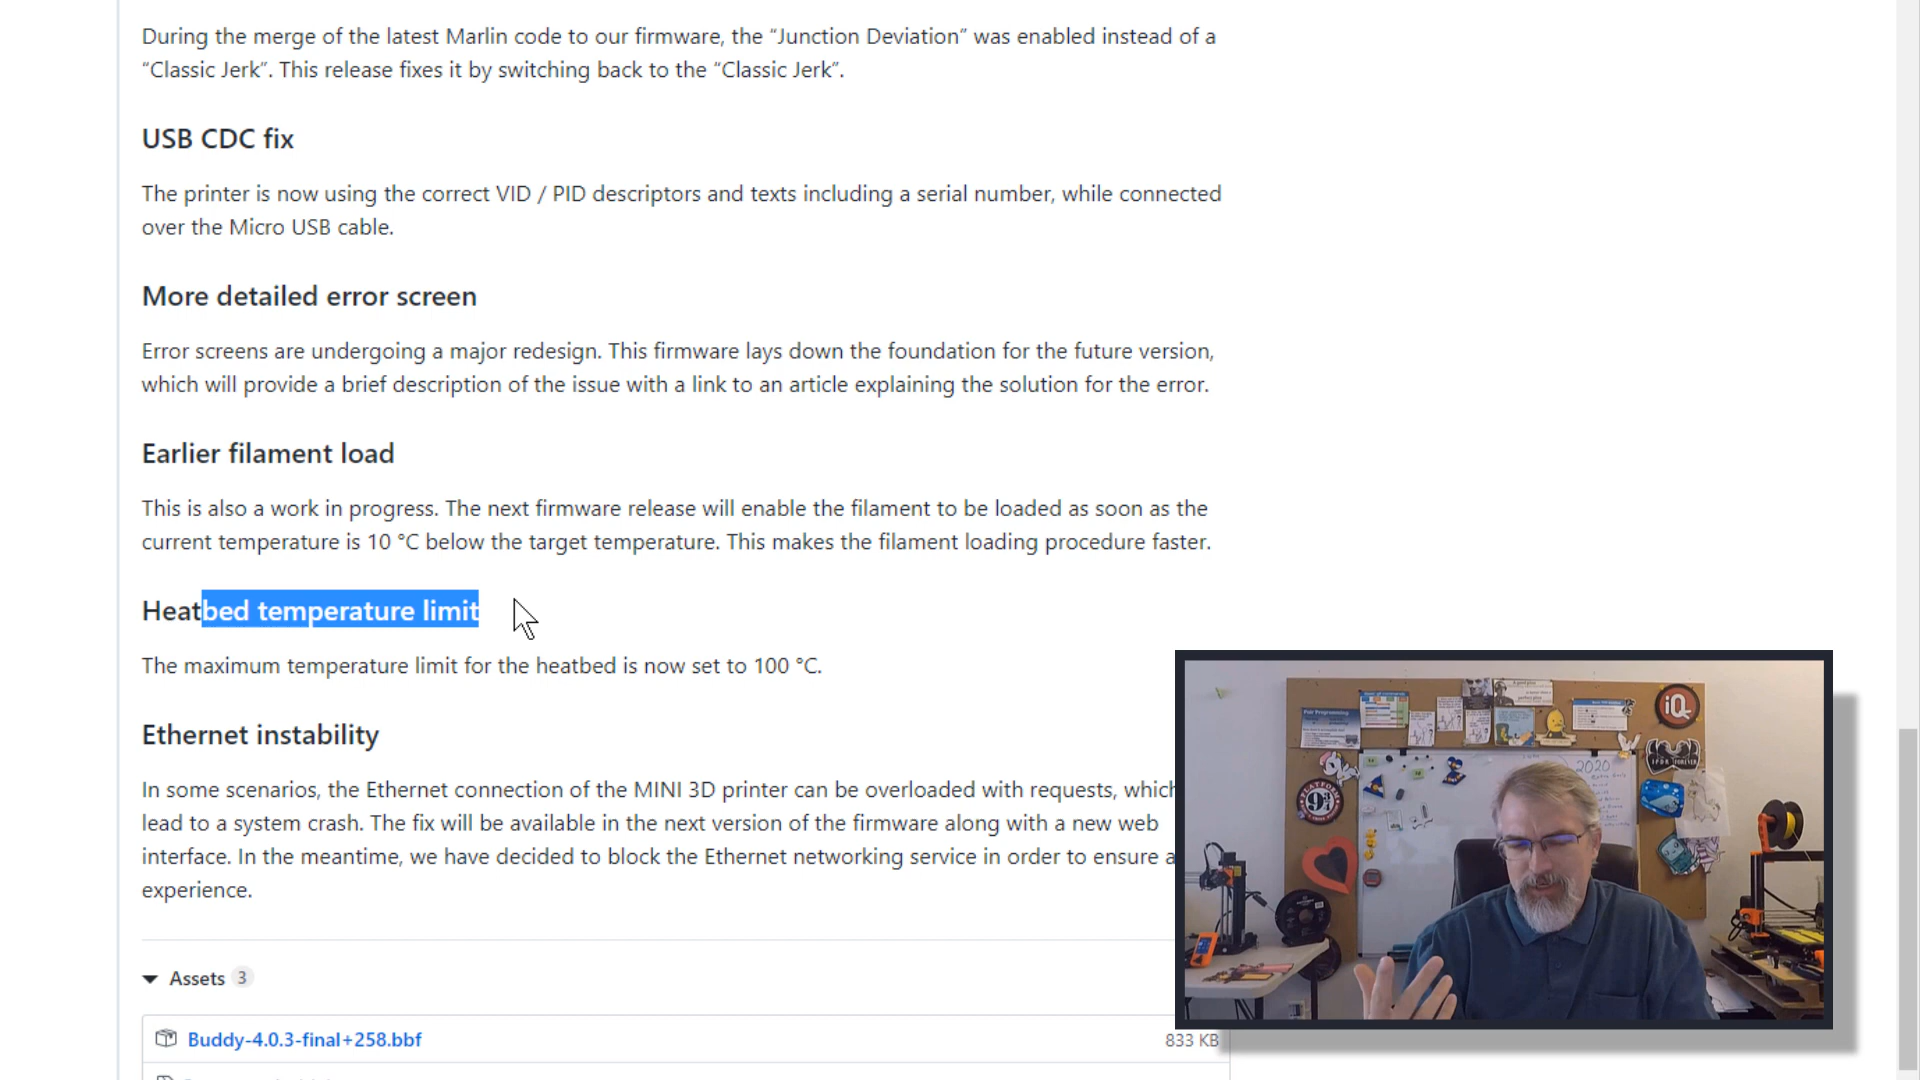 During the merge of the latest Marlin code to our firmware, the “Junction Deviation” was enabled instead of a
“Classic Jerk”. This release fixes it by switching back to the “Classic Jerk”.
USB CDC fix
The printer is now using the correct VID / PID descriptors and texts including a serial number, while connected
over the Micro USB cable.
More detailed error screen
Error screens are undergoing a major redesign. This firmware lays down the foundation for the future version,
which will provide a brief description of the issue with a link to an article explaining the solution for the error.
Earlier filament load
This is also a work in progress. The next firmware release will enable the filament to be loaded as soon as the
current temperature is 10 °C below the target temperature. This makes the filament loading procedure faster.
Heatbed temperature limit
The maximum temperature limit for the heatbed is now set to 100 °C.
Ethernet instability
In some scenarios, the Ethernet connection of the MINI 3D printer can be overloaded with requests, which
lead to a system crash. The fix will be available in the next version of the firmware along with a new web
interface. In the meantime, we have decided to block the Ethernet networking service in order to ensure a
experience.
Assets 3
Buddy-4.0.3-final+258.bbf
833 KB
iQ
2020
9¾